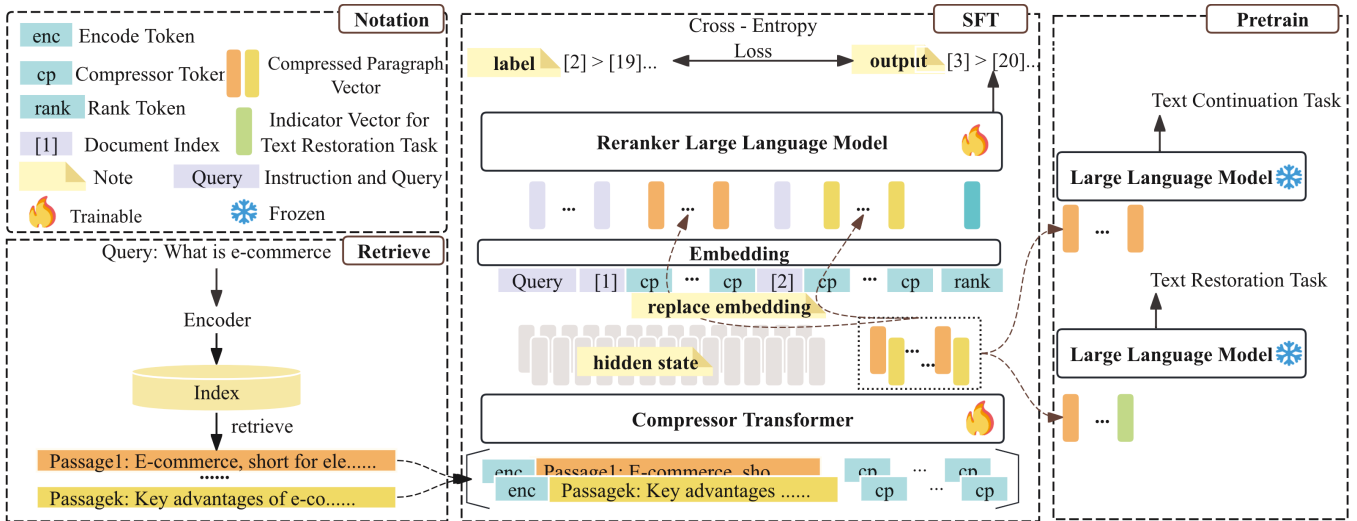 Notation
enc Encode Token
cp Compressor Token
rank Rank Token
[1] Document Index
Note
Trainable
Compressed Paragraph
Vector
Indicator Vector for
Text Restoration Task
Query Instruction and Query
Frozen
Retrieve
Query: What is e-commerce
Encoder
Index
retrieve
Passage1: E-commerce, short for ele......
......
Passagek: Key advantages of e-co......
SFT
Cross - Entropy
Loss
label [2] > [19]...
output [3] > [20]...
Reranker Large Language Model
... ... 
Embedding
Query [1] cp ... cp [2] cp ... cp rank
replace embedding
hidden state
... ...
Compressor Transformer
enc Passage1: E-commerce, sho cp ... cp
enc Passagek: Key advantages ...... cp ... cp
Pretrain
Text Continuation Task
Large Language Model
...
Text Restoration Task
Large Language Model
...